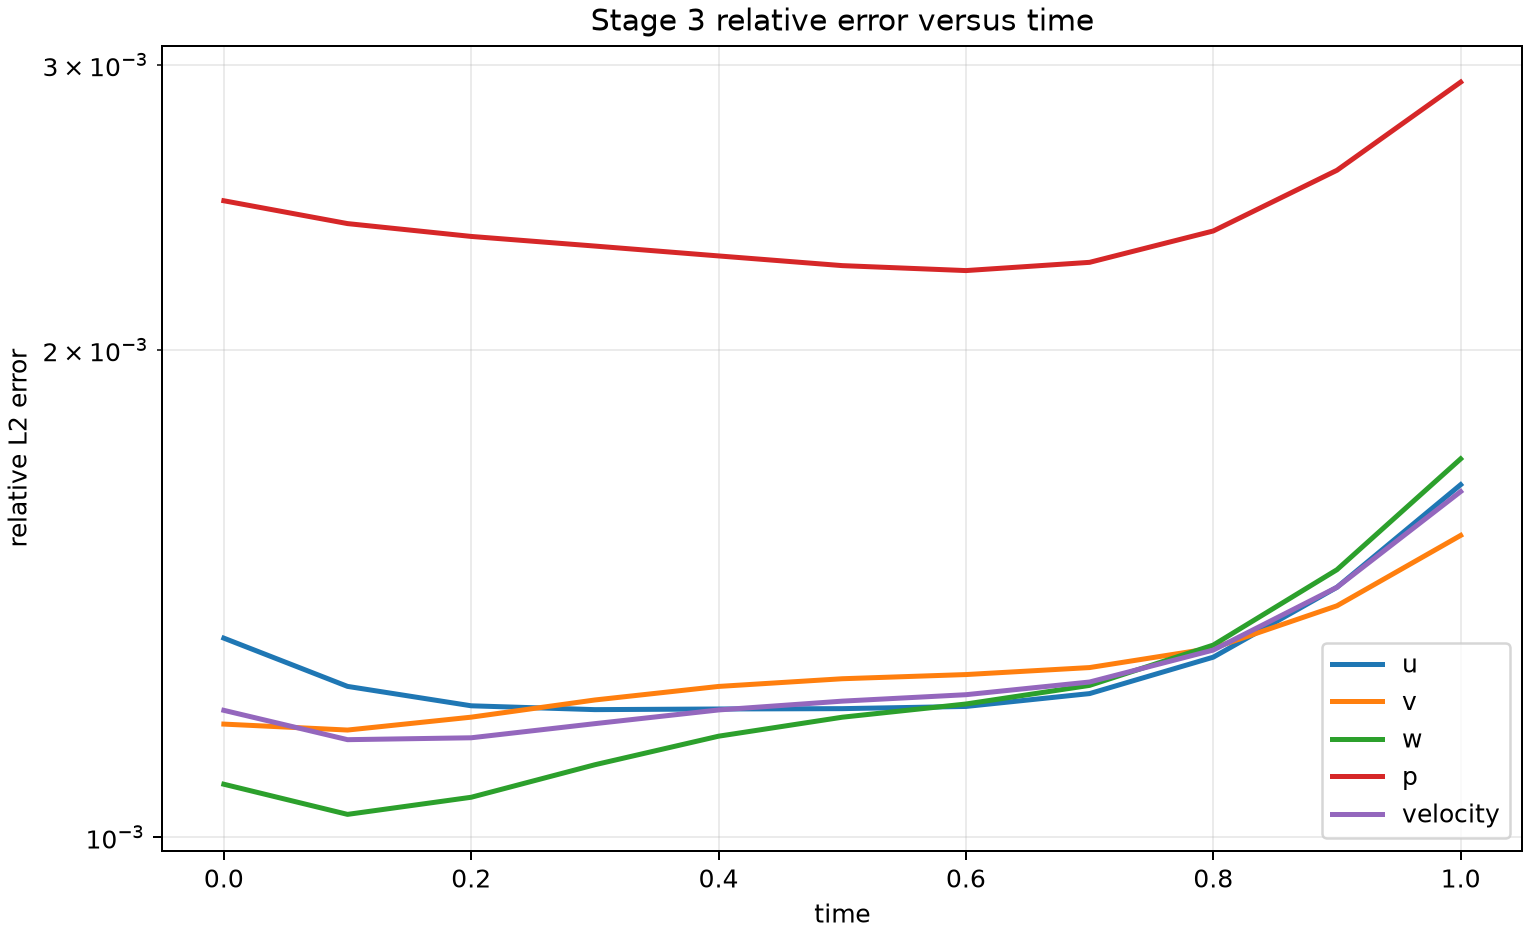 Stage 3 relative error versus time
3 × 10⁻³
2 × 10⁻³
10⁻³
relative L2 error
0.0 0.2 0.4 0.6 0.8 1.0
time
u
v
w
p
velocity